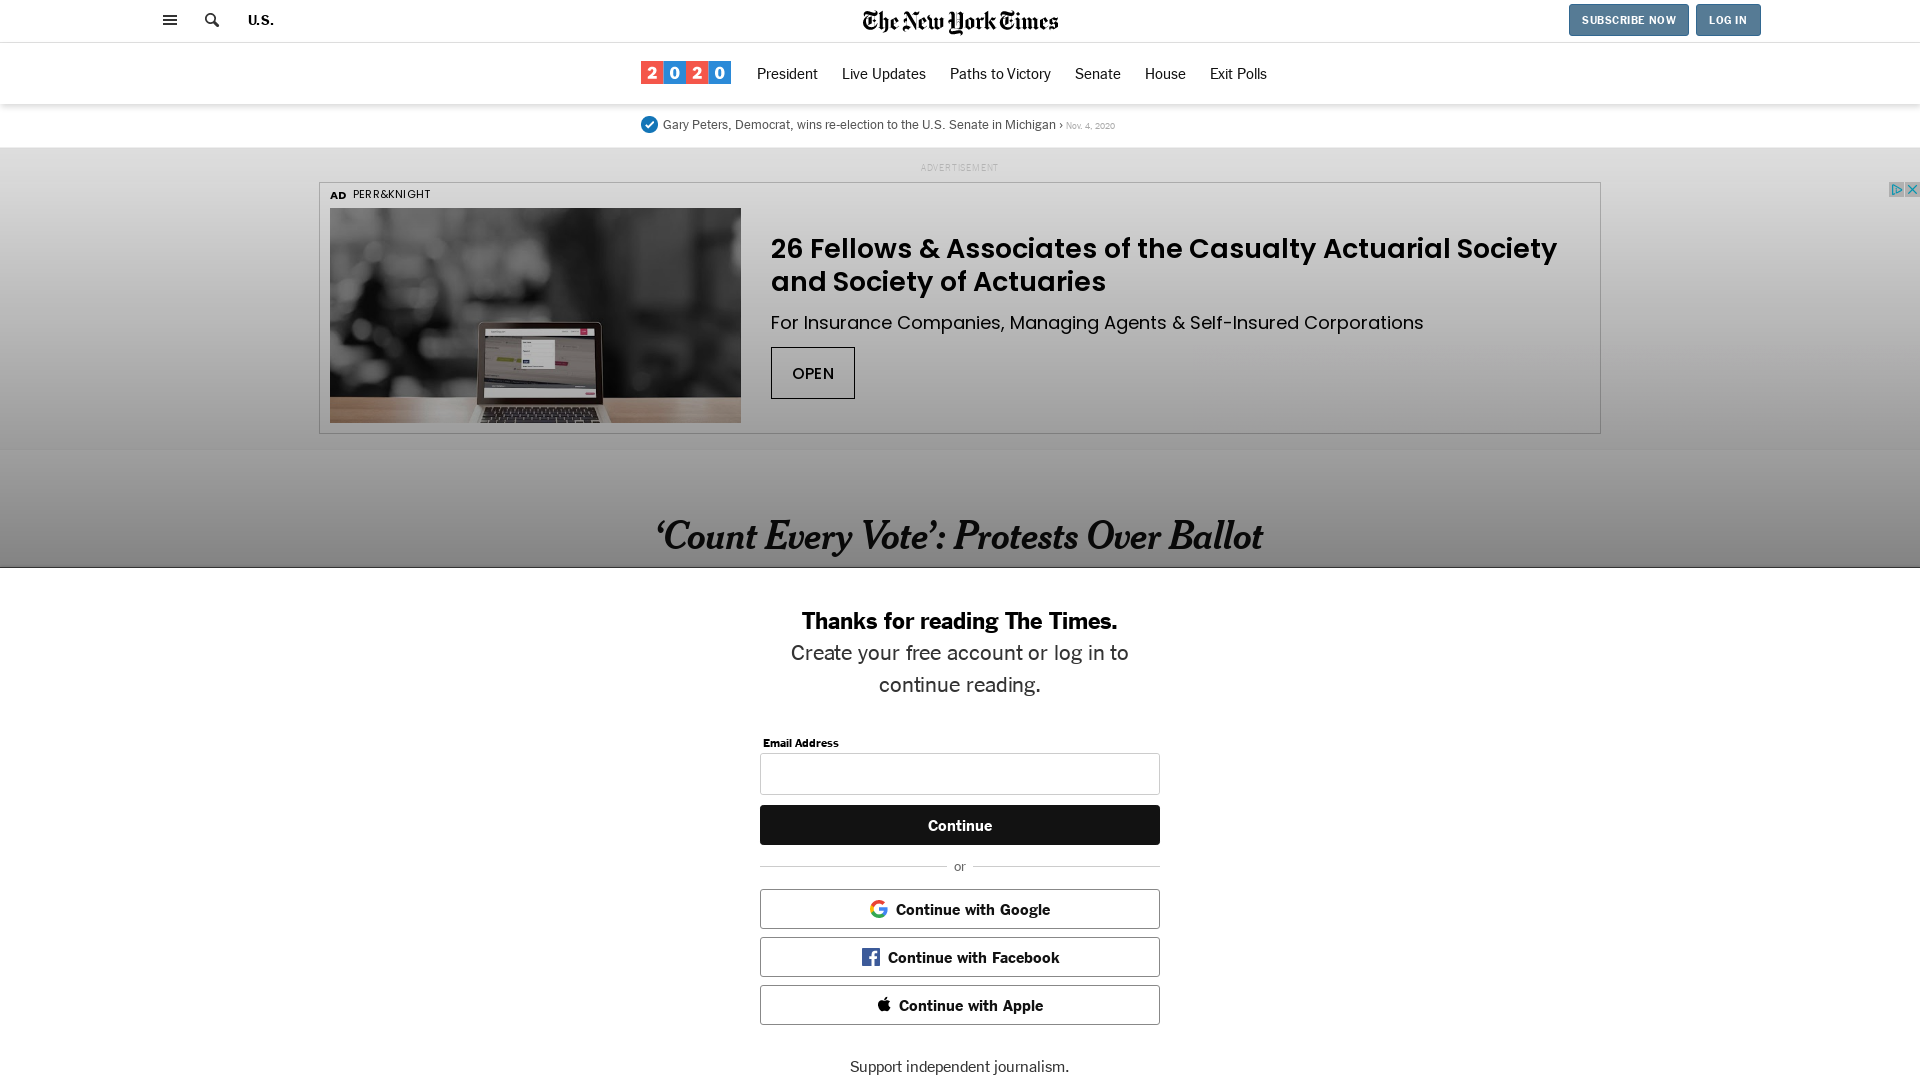 U.S.
The New York Times
SUBSCRIBE NOW
LOG IN
2020
President
Live Updates
Paths to Victory
Senate
House
Exit Polls
Gary Peters, Democrat, wins re-election to the U.S. Senate in Michigan › Nov. 4, 2020
ADVERTISEMENT
AD PERR&KNIGHT
26 Fellows & Associates of the Casualty Actuarial Society
and Society of Actuaries
For Insurance Companies, Managing Agents & Self-Insured Corporations
OPEN
‘Count Every Vote’: Protests Over Ballot
Thanks for reading The Times.
Create your free account or log in to
continue reading.
Email Address
Continue
or
Continue with Google
Continue with Facebook
Continue with Apple
Support independent journalism.